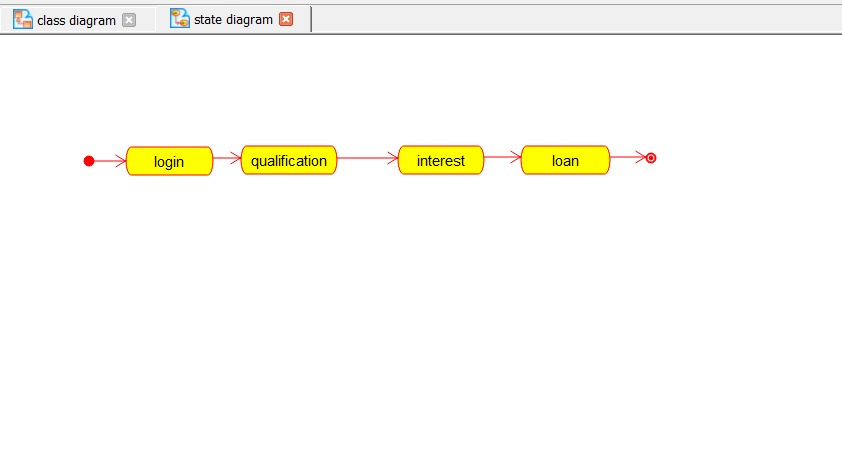 class diagram
state diagram
login
qualification
interest
loan